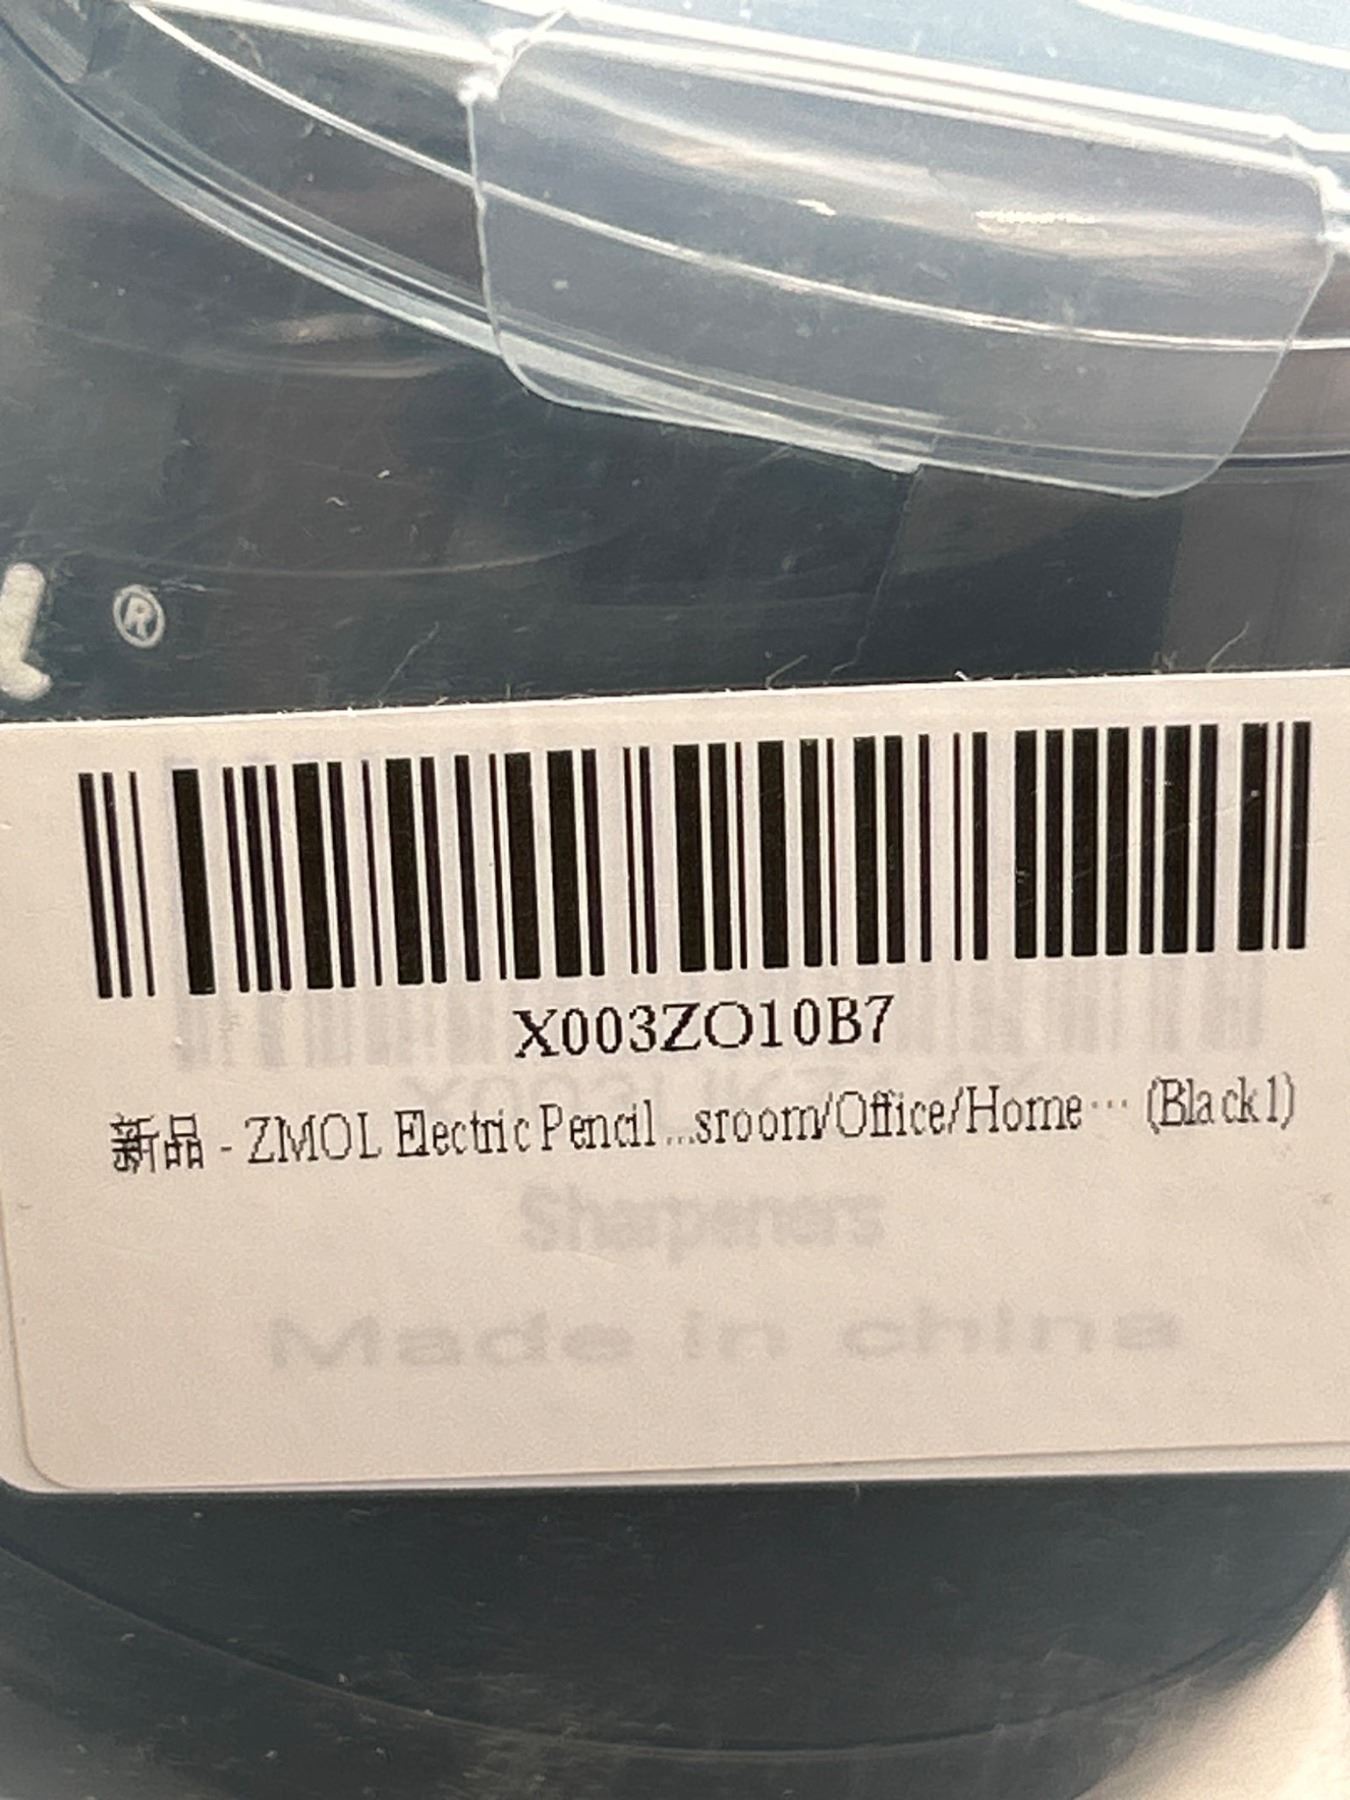 L ®
X003ZO10B7
新品 - ZMOL Electric Pencil ...sroom/Office/Home… (Black1)
Sharpeners
Made in china